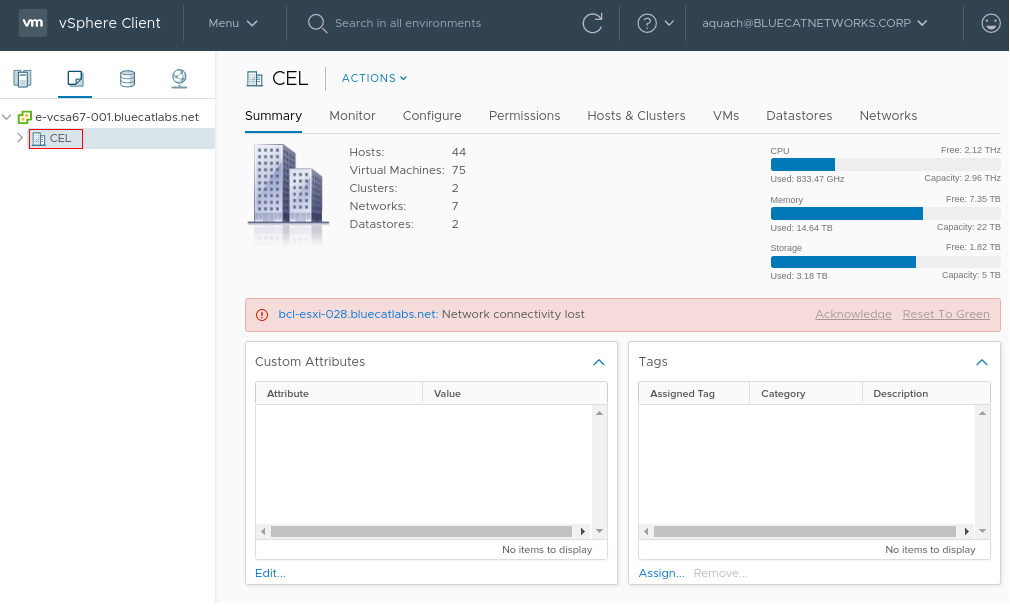 vm vSphere Client Menu Search in all environments aquach@BLUECATNETWORKS.CORP
e-vcsa67-001.bluecatlabs.net
CEL
CEL ACTIONS
Summary Monitor Configure Permissions Hosts & Clusters VMs Datastores Networks
Hosts: 44
Virtual Machines: 75
Clusters: 2
Networks: 7
Datastores: 2
CPU Free: 2.12 THz
Used: 833.47 GHz Capacity: 2.96 THz
Memory Free: 7.35 TB
Used: 14.64 TB Capacity: 22 TB
Storage Free: 1.82 TB
Used: 3.18 TB Capacity: 5 TB
bcl-esxi-028.bluecatlabs.net: Network connectivity lost Acknowledge Reset To Green
Custom Attributes
Attribute Value
No items to display
Edit...
Tags
Assigned Tag Category Description
No items to display
Assign... Remove...